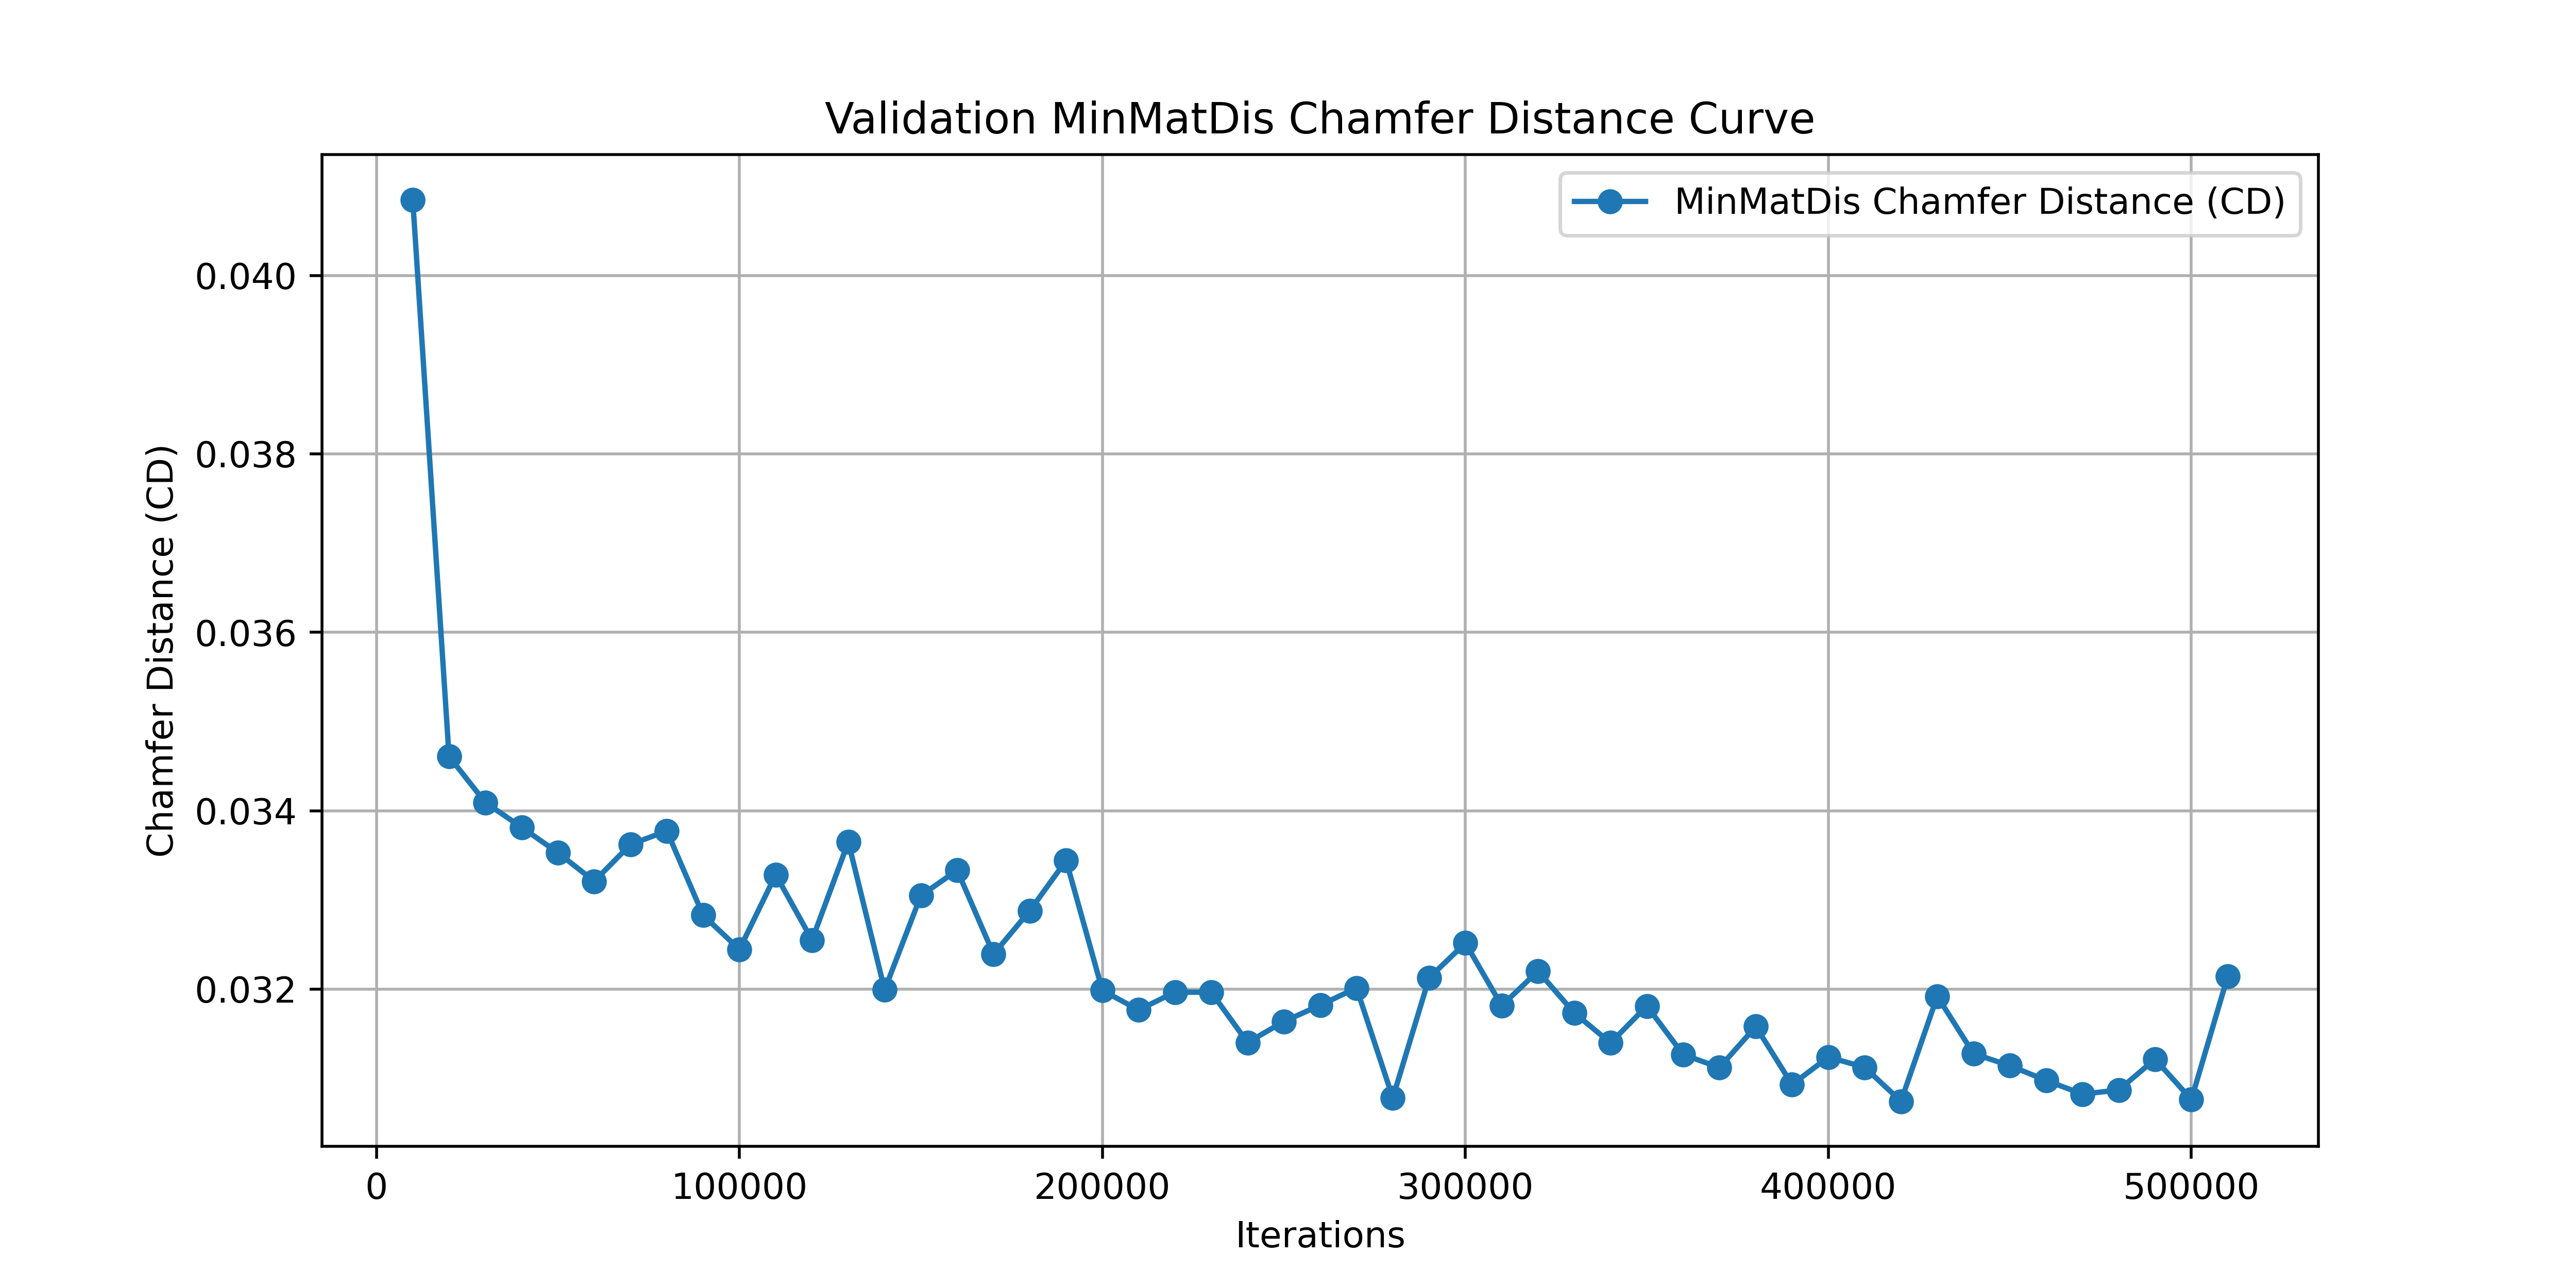 Validation MinMatDis Chamfer Distance Curve
MinMatDis Chamfer Distance (CD)
Chamfer Distance (CD)
0.040
0.038
0.036
0.034
0.032
0
100000
200000
300000
400000
500000
Iterations